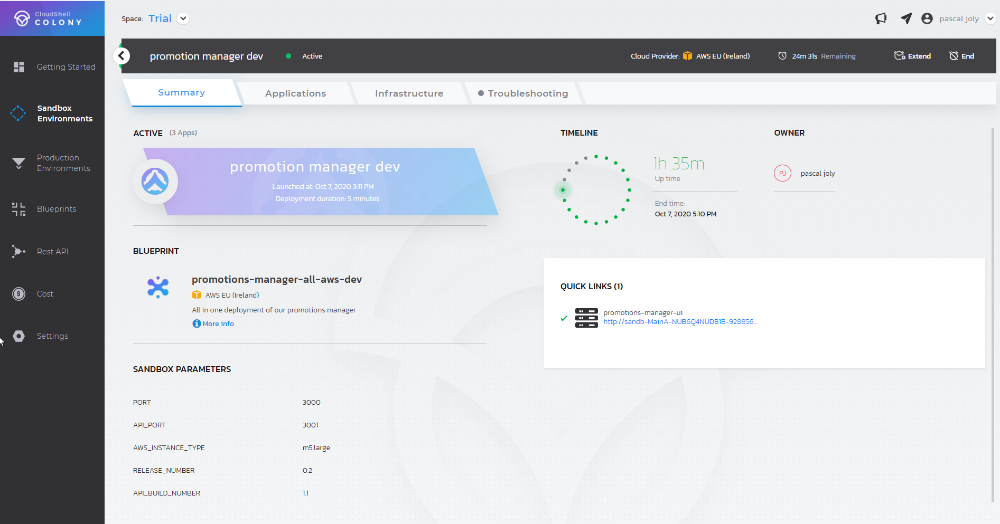 CloudShell
COLONY
Space: Trial
pascal joly
promotion manager dev
Active
Cloud Provider: AWS EU (Ireland)
24m 31s Remaining
Extend
End
Getting Started
Sandbox
Environments
Production
Environments
Blueprints
Rest API
Cost
Settings
Summary
Applications
Infrastructure
Troubleshooting
ACTIVE (3 Apps)
promotion manager dev
Launched at: Oct 7, 2020 3:11 PM
Deployment duration: 5 minutes
TIMELINE
1h 35m
Up time
End time:
Oct 7, 2020 5:10 PM
OWNER
PJ
pascal joly
BLUEPRINT
promotions-manager-all-aws-dev
AWS EU (Ireland)
All in one deployment of our promotions manager
More info
QUICK LINKS (1)
promotions-manager-ui
http://sandb-MainA-NUB6Q4NUDB1B-928856...
SANDBOX PARAMETERS
PORT 3000
API_PORT 3001
AWS_INSTANCE_TYPE m5.large
RELEASE_NUMBER 0.2
API_BUILD_NUMBER 1.1